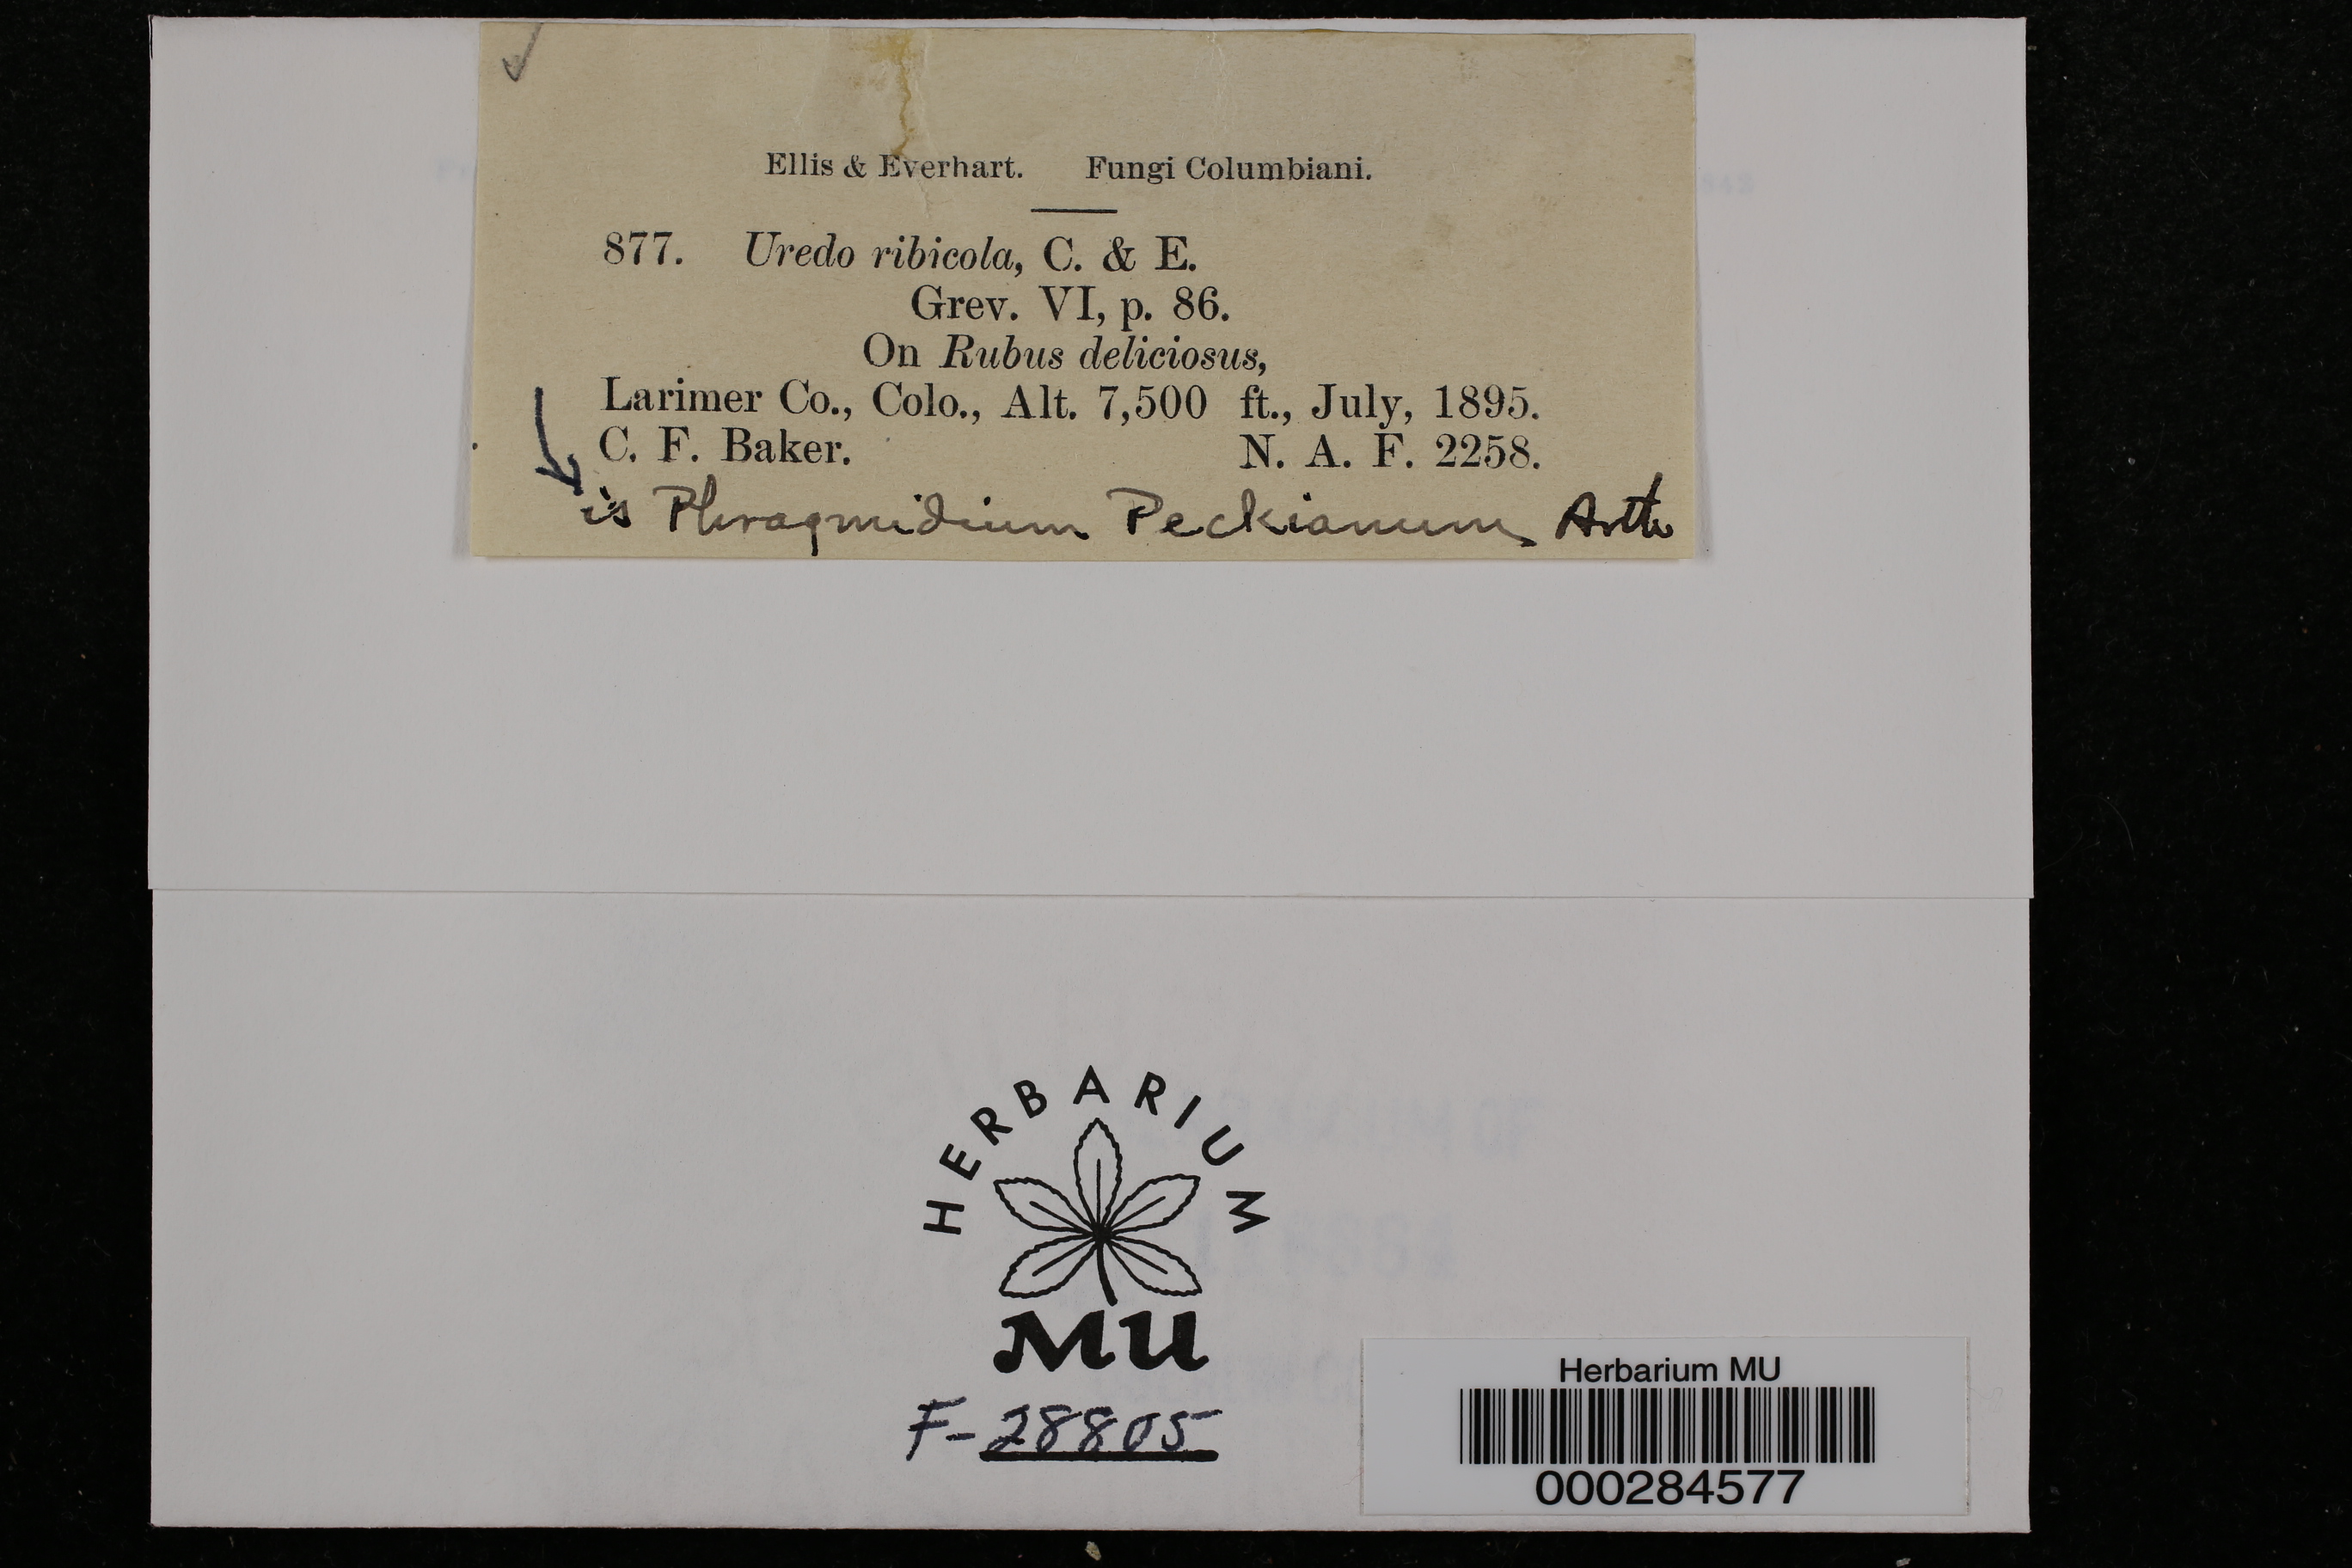 Ellis & Everhart. Fungi Columbiani.
877. Uredo ribicola, C. & E.
Grev. VI, p. 86.
On Rubus deliciosus,
Larimer Co., Colo., Alt. 7,500 ft., July, 1895.
C. F. Baker. N. A. F. 2258.
is Phragmidium Peckianum Arth
HERBARIUM
MU
F-28805
Herbarium MU
000284577